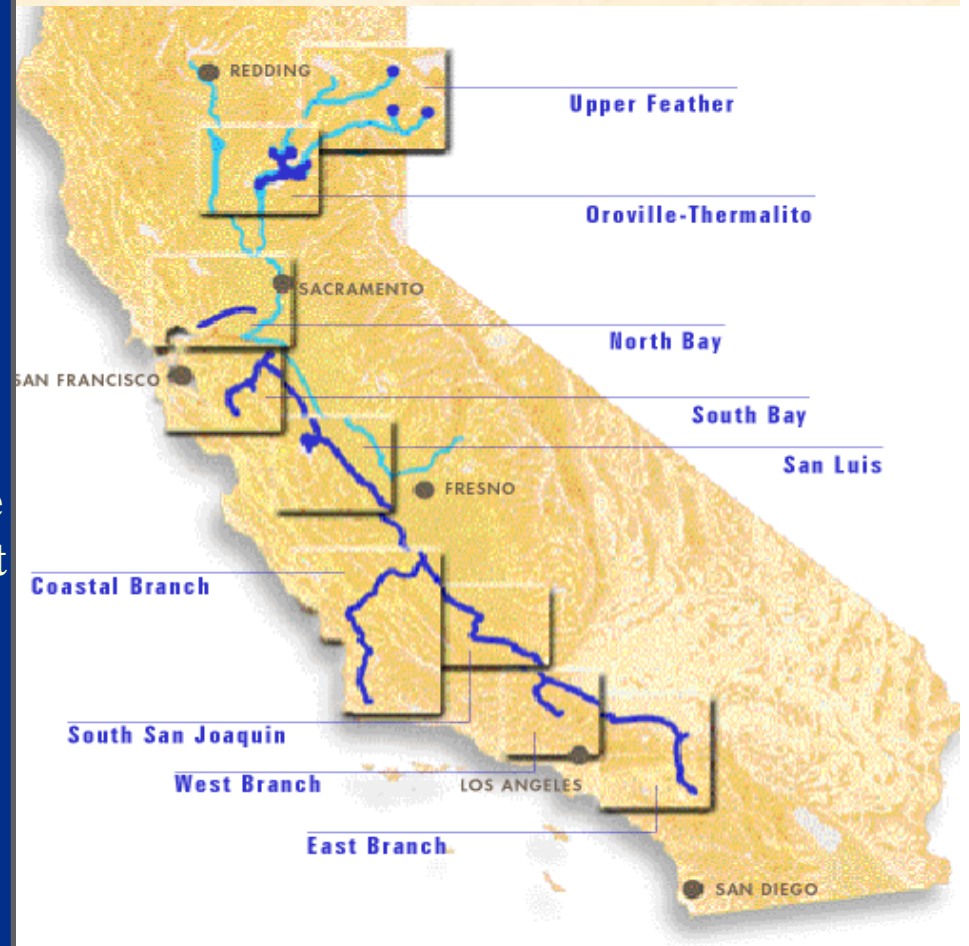 REDDING
Upper Feather
Oroville-Thermalito
SACRAMENTO
North Bay
SAN FRANCISCO
South Bay
San Luis
FRESNO
Coastal Branch
South San Joaquin
West Branch
LOS ANGELES
East Branch
SAN DIEGO